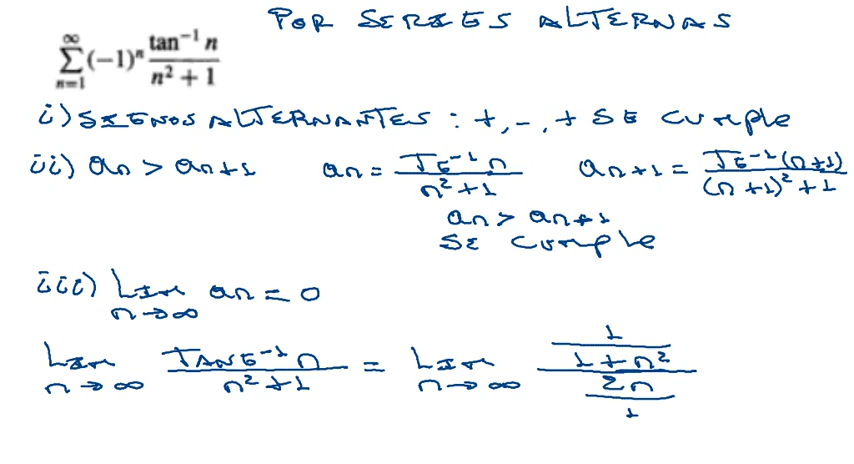 POR SERIES ALTERNAS
∞ ∑ n=1 (−1)^n tan^−1 n / n^2 + 1
i) SIGNOS ALTERNANTES : +, -, + SE CUMPLE
ii) an > an+1 an = TG^-1 n / n^2 + 1 an+1 = TG^-1 (n+1) / (n+1)^2 + 1
an > an+1
SE CUMPLE
iii) Lim n→∞ an = 0
Lim n→∞ TANG^-1 n / n^2 + 1 = Lim n→∞ 1 / 1 + n^2 / 2n / 1